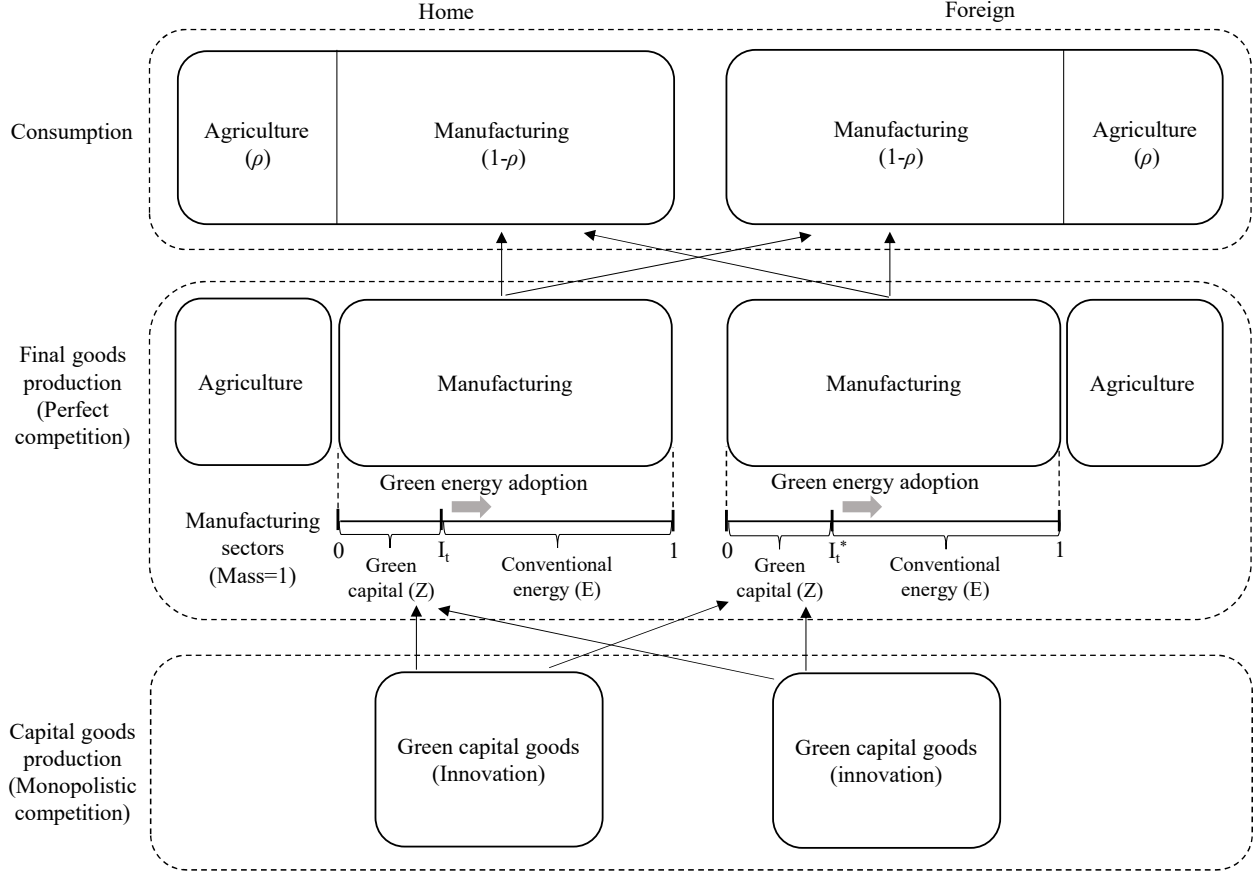 Home
Foreign
Consumption
Agriculture
(ρ)
Manufacturing
(1-ρ)
Manufacturing
(1-ρ)
Agriculture
(ρ)
Final goods
production
(Perfect
competition)
Agriculture
Manufacturing
Manufacturing
Agriculture
Green energy adoption
Green energy adoption
Manufacturing
sectors
(Mass=1)
0
I_t
1
Green
capital (Z)
Conventional
energy (E)
0
I_t^*
1
Green
capital (Z)
Conventional
energy (E)
Capital goods
production
(Monopolistic
competition)
Green capital goods
(Innovation)
Green capital goods
(innovation)